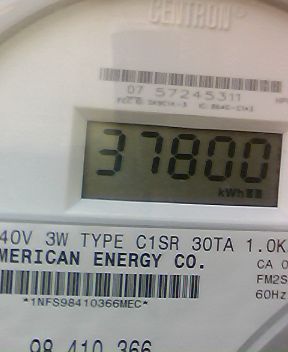 CENTRON®
07 57245311
37800
kWh
40V 3W TYPE C1SR 30TA 1.0K
MERICAN ENERGY CO.
CA 0
FM2S
60Hz
*1NFS98410366MEC*
98 410 366